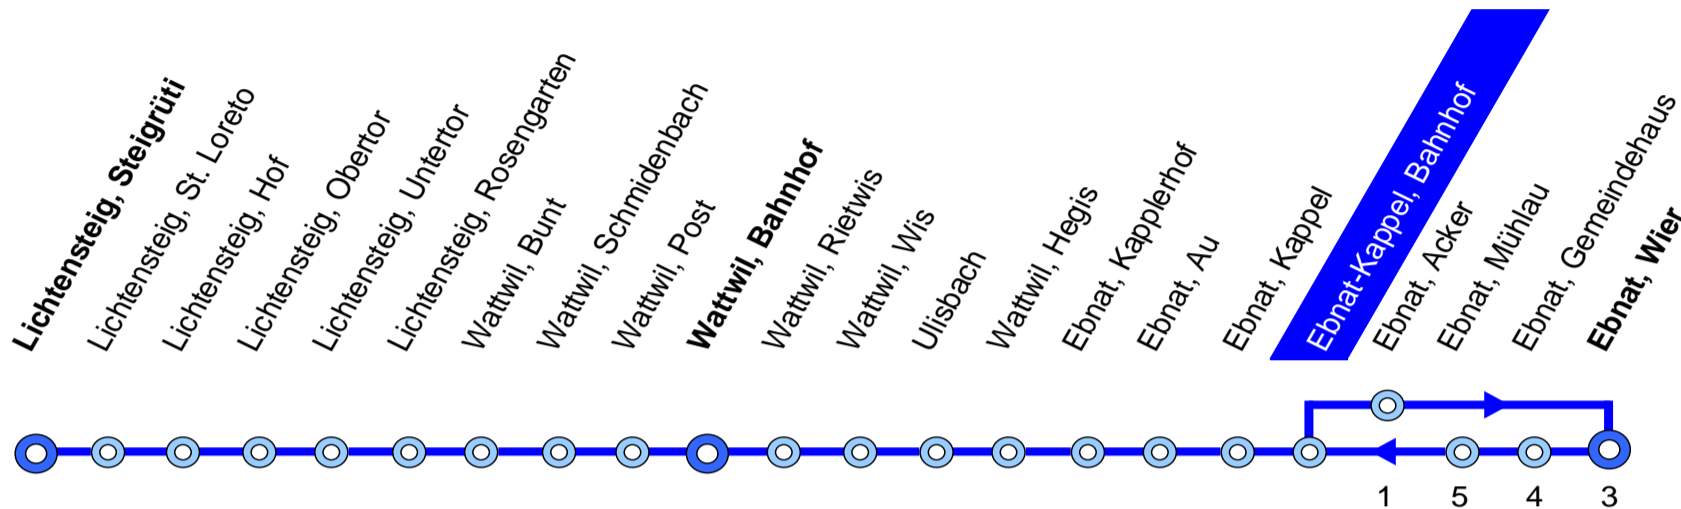 Lichtensteig, Steigrüti
Lichtensteig, St. Loreto
Lichtensteig, Hof
Lichtensteig, Obertor
Lichtensteig, Untertor
Lichtensteig, Rosengarten
Wattwil, Bunt
Wattwil, Schmidenbach
Wattwil, Post
Wattwil, Bahnhof
Wattwil, Rietwis
Wattwil, Wis
Ulisbach
Wattwil, Hegis
Ebnat, Kapplerhof
Ebnat, Au
Ebnat, Kappel
Ebnat-Kappel, Bahnhof
Ebnat, Acker
Ebnat, Mühlau
Ebnat, Gemeindehaus
Ebnat, Wier
1 5 4 3